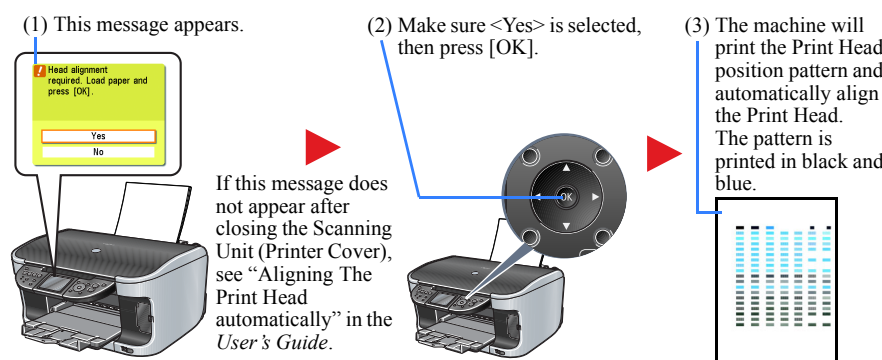 (1) This message appears.
Head alignment
required. Load paper and
press [OK].
Yes
No
If this message does
not appear after
closing the Scanning
Unit (Printer Cover),
see “Aligning The
Print Head
automatically” in the
User’s Guide.
(2) Make sure <Yes> is selected,
then press [OK].
OK
(3) The machine will
print the Print Head
position pattern and
automatically align
the Print Head.
The pattern is
printed in black and
blue.